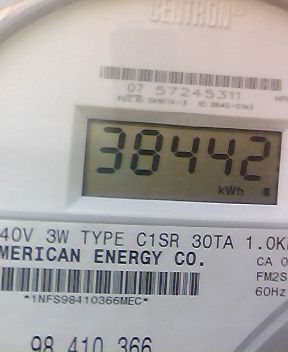 CENTRON®
07 57245311
38442
kWh
40V 3W TYPE C1SR 30TA 1.0K
MERICAN ENERGY CO.
CA 0
FM2S
60Hz
*1NFS98410366MEC*
98 410 366